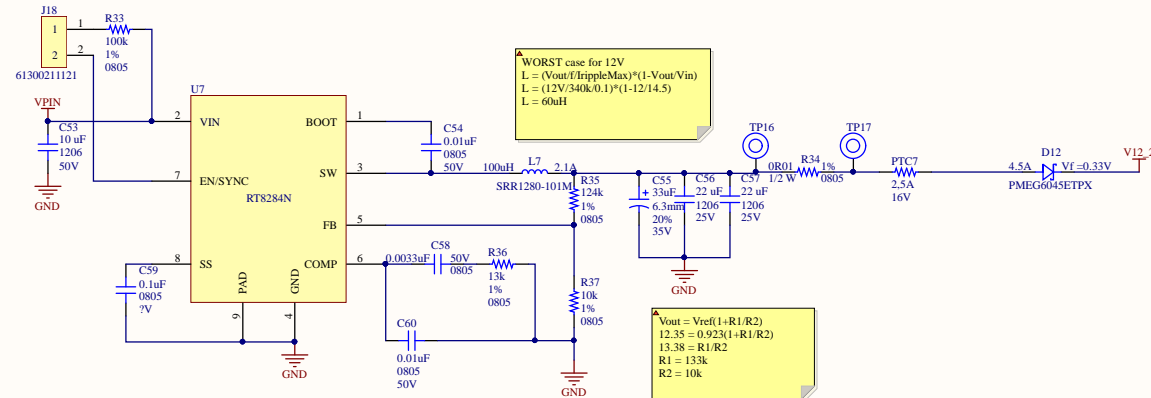 J18
1
2
1
2
R33
100k
1%
0805
61300211121
VPIN
C53
10 uF
1206
50V
GND
U7
2
VIN
7
EN/SYNC
RT8284N
8
SS
BOOT
1
SW
3
FB
5
COMP
6
PAD
GND
9
4
GND
C59
0.1uF
0805
?V
C54
0.01uF
0805
50V
WORST case for 12V
L = (Vout/f/IrippleMax)*(1-Vout/Vin)
L = (12V/340k/0.1)*(1-12/14.5)
L = 60uH
100uH
L7
2.1A
SRR1280-101M
R35
124k
1%
0805
C55
33uF
6.3mm
20%
35V
C56
22 uF
1206
25V
C57
22 uF
1206
25V
GND
TP16
TP17
0R01
1/2 W
R34
1%
0805
PTC7
2,5A
16V
D12
4.5A
Vf =0.33V
PMEG6045ETPX
V12_2
0.0033uF
C58
50V
0805
R36
13k
1%
0805
C60
0.01uF
0805
50V
R37
10k
1%
0805
GND
Vout = Vref(1+R1/R2)
12.35 = 0.923(1+R1/R2)
13.38 = R1/R2
R1 = 133k
R2 = 10k